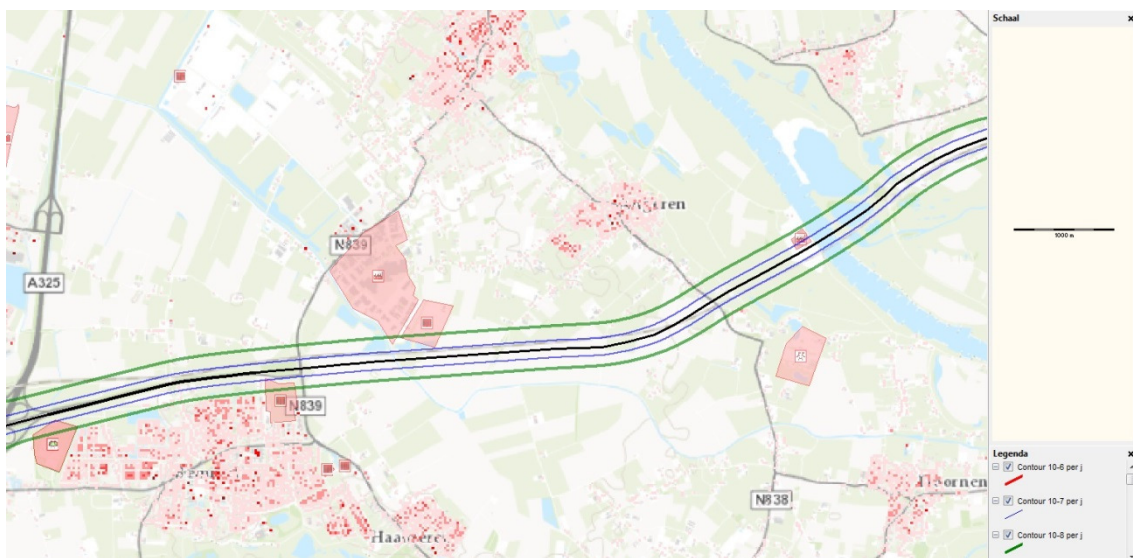 Schaal
1000 m
N839
A325
N839
N838
Legenda
Contour 10-6 per j
Contour 10-7 per j
Contour 10-8 per j